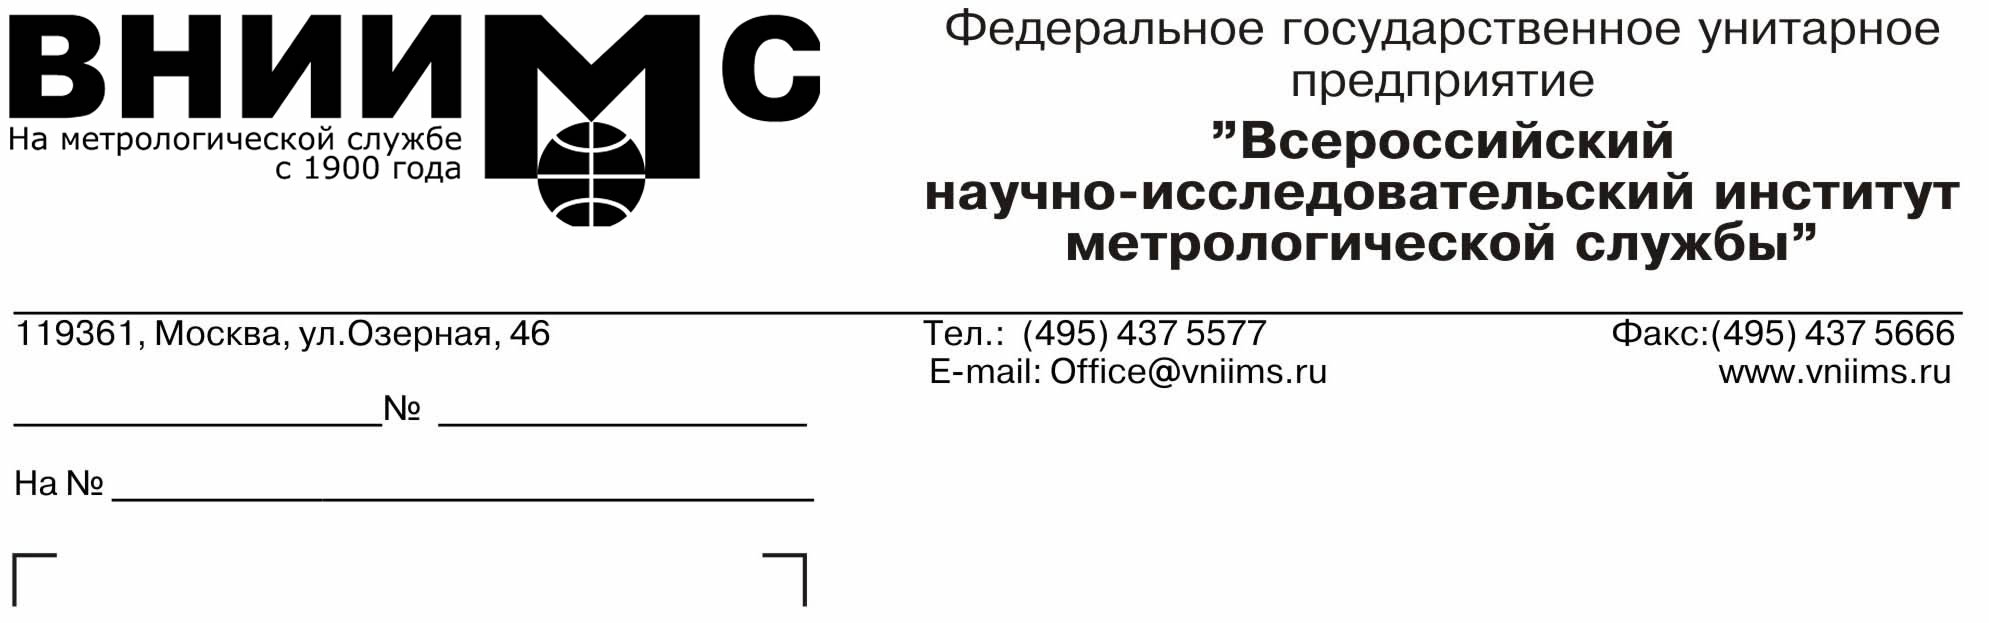 ВНИИМС
На метрологической службе
с 1900 года
Федеральное государственное унитарное
предприятие
”Всероссийский
научно-исследовательский институт
метрологической службы”
119361, Москва, ул.Озерная, 46
Тел.: (495) 437 5577
Факс:(495) 437 5666
E-mail: Office@vniims.ru
www.vniims.ru
№
На №